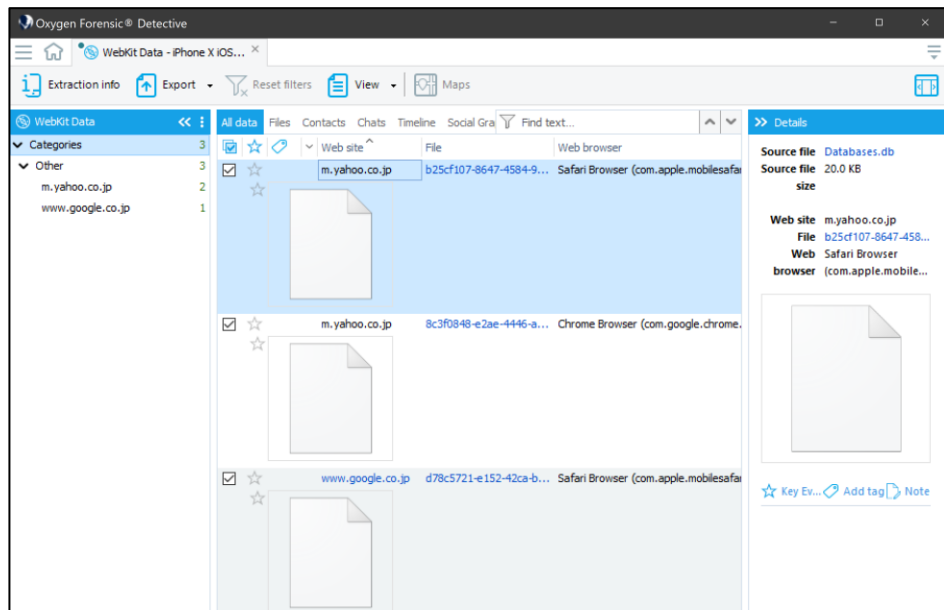 Oxygen Forensic® Detective
WebKit Data - iPhone X iOS...
Extraction info Export Reset filters View Maps
WebKit Data
Categories 3
Other 3
m.yahoo.co.jp 2
www.google.co.jp 1
All data Files Contacts Chats Timeline Social Gra Find text...
Web site File Web browser
m.yahoo.co.jp b25cf107-8647-4584-9... Safari Browser (com.apple.mobilesafa
m.yahoo.co.jp 8c3f0848-e2ae-4446-a... Chrome Browser (com.google.chrome.
www.google.co.jp d78c5721-e152-42ca-b... Safari Browser (com.apple.mobilesafa
Details
Source file Databases.db
Source file size 20.0 KB
Web site m.yahoo.co.jp
File b25cf107-8647-458...
Web browser Safari Browser (com.apple.mobile...
Key Ev... Add tag Note